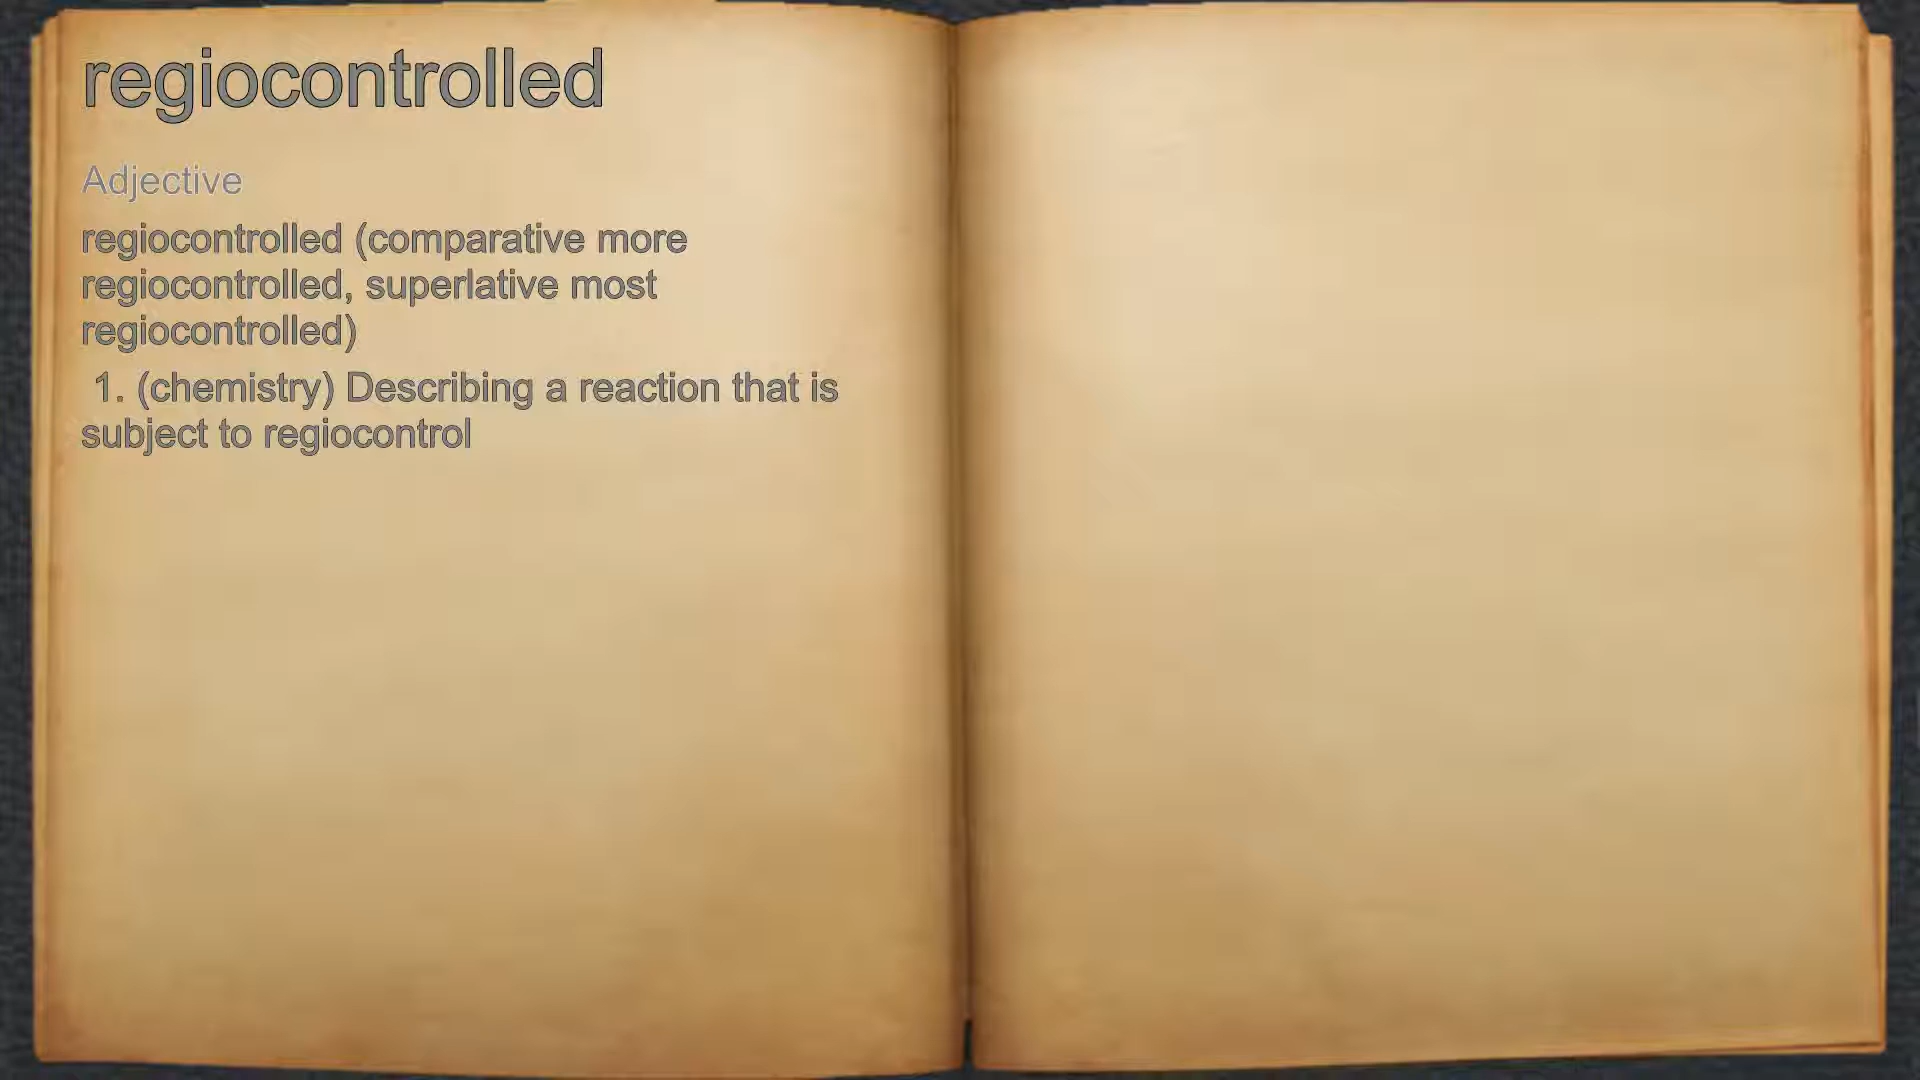 regiocontrolled
Adjective
regiocontrolled (comparative more
regiocontrolled, superlative most
regiocontrolled)
1. (chemistry) Describing a reaction that is
subject to regiocontrol